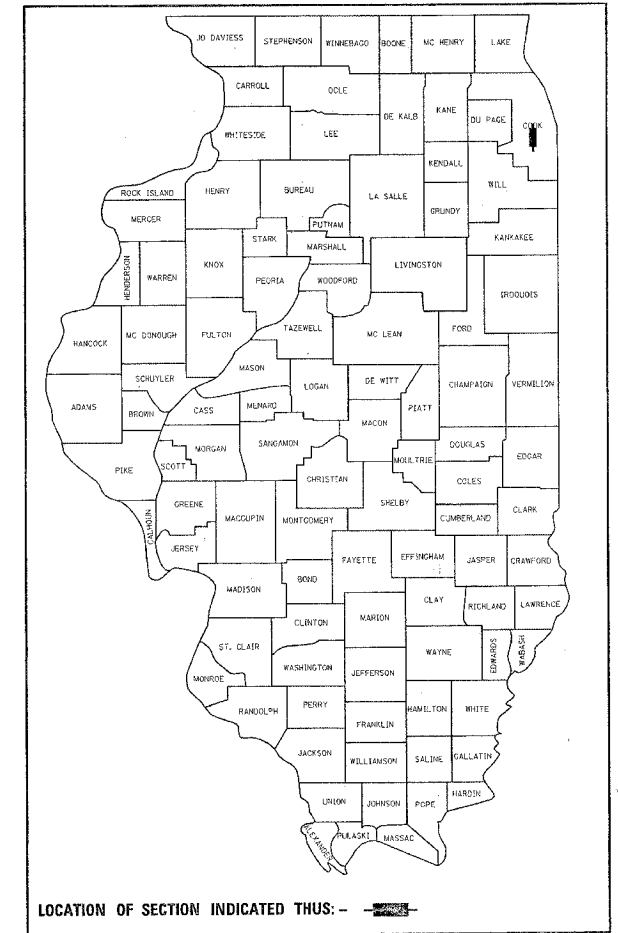 JO DAVIESS STEPHENSON WINNEBAGO BOONE MC HENRY LAKE
CARROLL OGLE DE KALB KANE DU PAGE COOK
WHITESIDE LEE
KENDALL WILL
ROCK ISLAND HENRY BUREAU LA SALLE GRUNDY
MERCER PUTNAM
STARK MARSHALL KANKAKEE
HENDERSON WARREN KNOX PEORIA WOODFORD LIVINGSTON IROQUOIS
HANCOCK MC DONOUGH FULTON TAZEWELL MC LEAN FORD
MASON
SCHUYLER LOGAN DE WITT CHAMPAIGN VERMILION
ADAMS BROWN CASS MENARD PIATT
MACON
MORGAN SANGAMON DOUGLAS
PIKE SCOTT CHRISTIAN MOULTRIE EDGAR
COLES
GREENE SHELBY
CALHOUN MACOUPIN MONTGOMERY CUMBERLAND CLARK
JERSEY FAYETTE EFFINGHAM JASPER CRAWFORD
MADISON BOND
CLAY RICHLAND LAWRENCE
CLINTON MARION
ST. CLAIR WAYNE EDWARDS WABASH
WASHINGTON JEFFERSON
MONROE
RANDOLPH PERRY HAMILTON WHITE
FRANKLIN
JACKSON WILLIAMSON SALINE GALLATIN
UNION JOHNSON POPE HARDIN
ALEXANDER PULASKI MASSAC
LOCATION OF SECTION INDICATED THUS: -